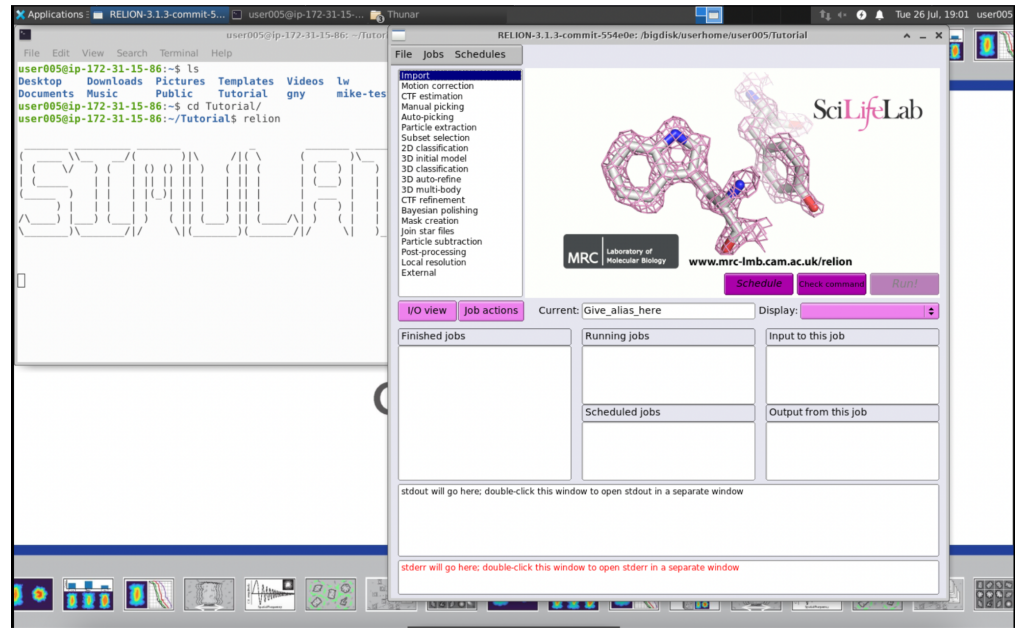 Applications
RELION-3.1.3-commit-5...
user005@ip-172-31-15-...
Thunar
Tue 26 Jul, 19:01
user005
user005@ip-172-31-15-86: ~/Tutor
File Edit View Search Terminal Help
user005@ip-172-31-15-86:~$ ls
Desktop Downloads Pictures Templates Videos lw
Documents Music Public Tutorial gny mike-tes
user005@ip-172-31-15-86:~$ cd Tutorial/
user005@ip-172-31-15-86:~/Tutorial$ relion
RELION-3.1.3-commit-554e0e: /bigdisk/userhome/user005/Tutorial
File Jobs Schedules
Import
Motion correction
CTF estimation
Manual picking
Auto-picking
Particle extraction
Subset selection
2D classification
3D initial model
3D classification
3D auto-refine
3D multi-body
CTF refinement
Bayesian polishing
Mask creation
Join star files
Particle subtraction
Post-processing
Local resolution
External
SciLifeLab
MRC
Laboratory of
Molecular Biology
www.mrc-lmb.cam.ac.uk/relion
Schedule
Check command
Run!
I/O view
Job actions
Current: Give_alias_here
Display:
Finished jobs
Running jobs
Input to this job
Scheduled jobs
Output from this job
stdout will go here; double-click this window to open stdout in a separate window
stderr will go here; double-click this window to open stderr in a separate window